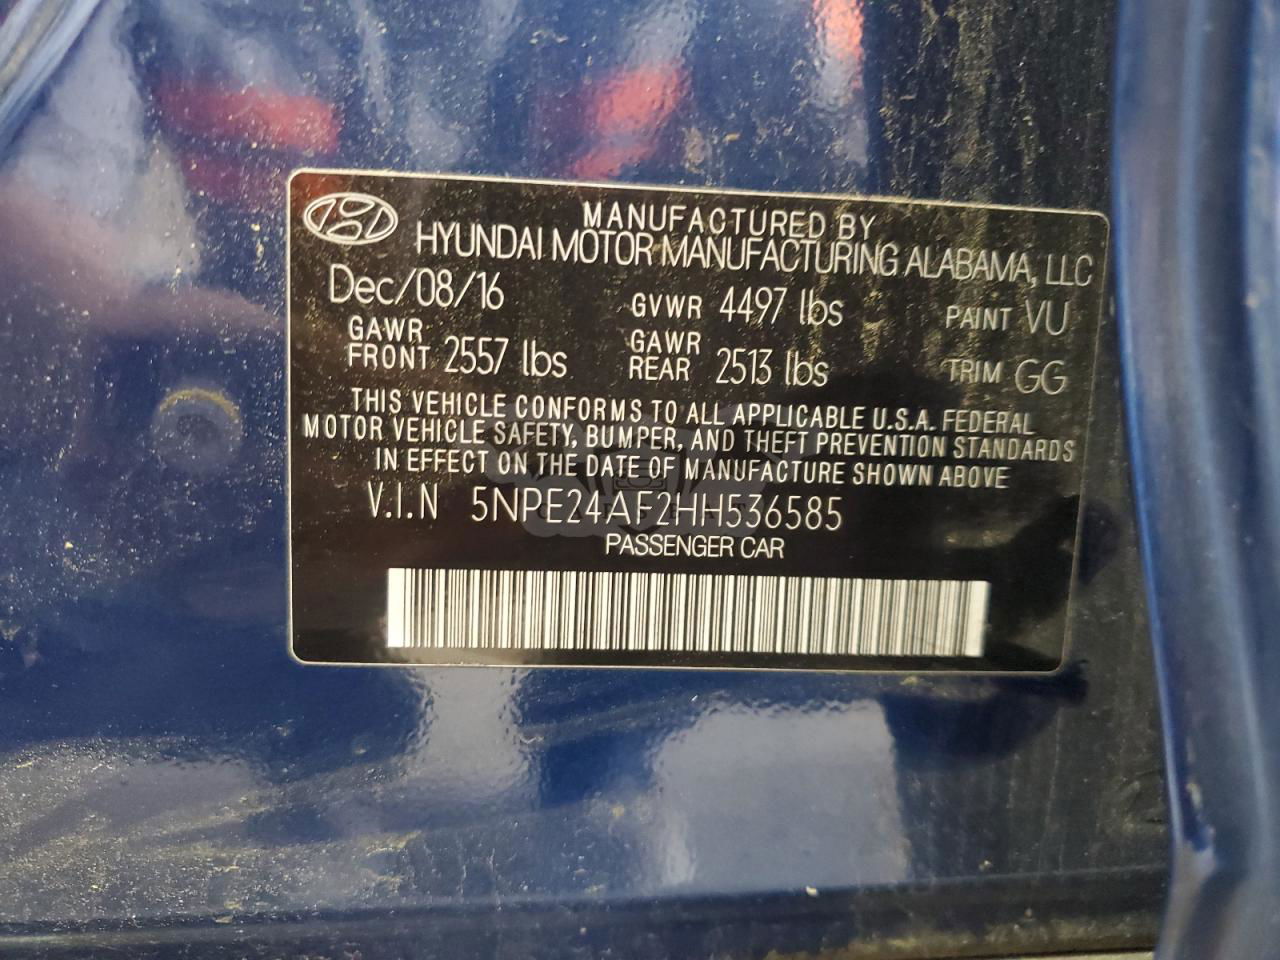 MANUFACTURED BY
HYUNDAI MOTOR MANUFACTURING ALABAMA, LLC
Dec/08/16 GVWR 4497 lbs PAINT VU
GAWR FRONT 2557 lbs GAWR REAR 2513 lbs TRIM GG
THIS VEHICLE CONFORMS TO ALL APPLICABLE U.S.A. FEDERAL
MOTOR VEHICLE SAFETY, BUMPER, AND THEFT PREVENTION STANDARDS
IN EFFECT ON THE DATE OF MANUFACTURE SHOWN ABOVE
V.I.N 5NPE24AF2HH536585
PASSENGER CAR